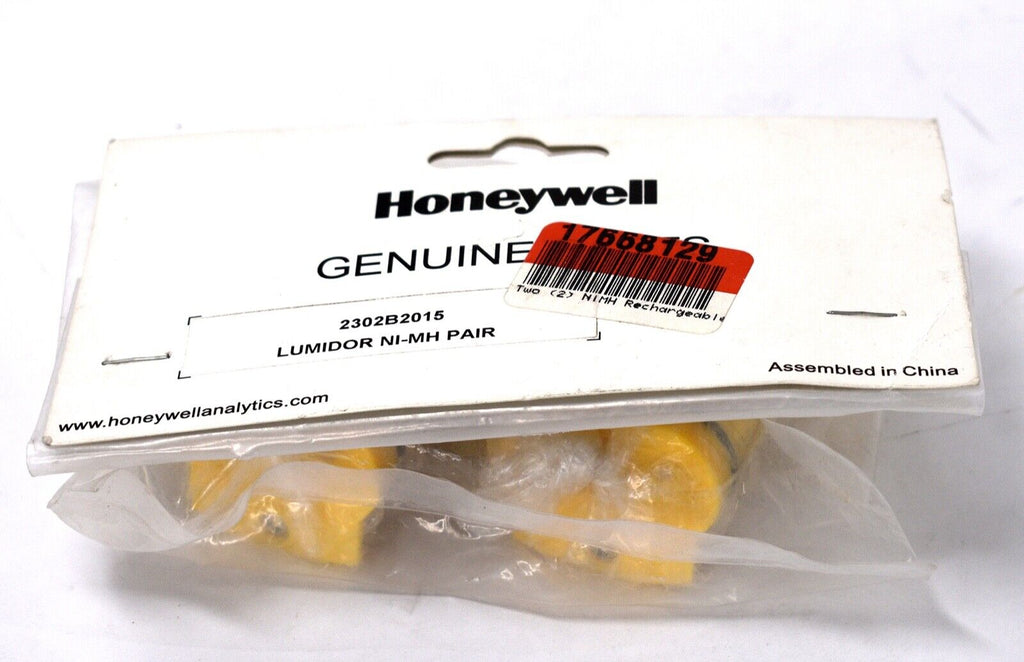 Honeywell
GENUINE
17668129
Two (2) NiMH Rechargeable
2302B2015
LUMIDOR NI-MH PAIR
Assembled in China
www.honeywellanalytics.com